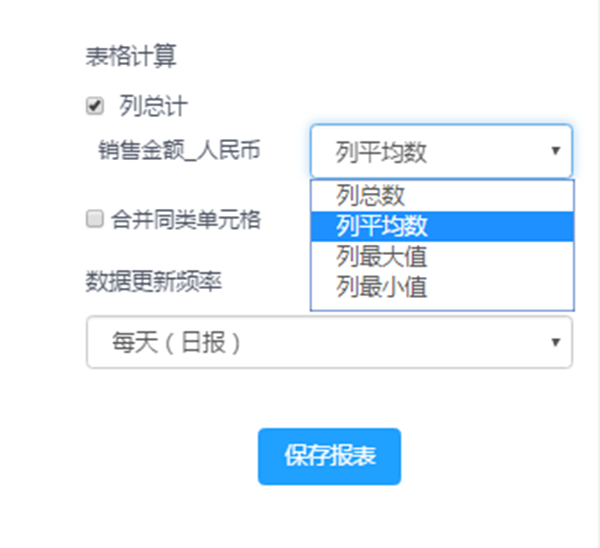 表格计算
列总计
销售金额_人民币
列平均数
列总数
列平均数
合并同类单元格
列最大值
数据更新频率
列最小值
每天（日报）
保存报表